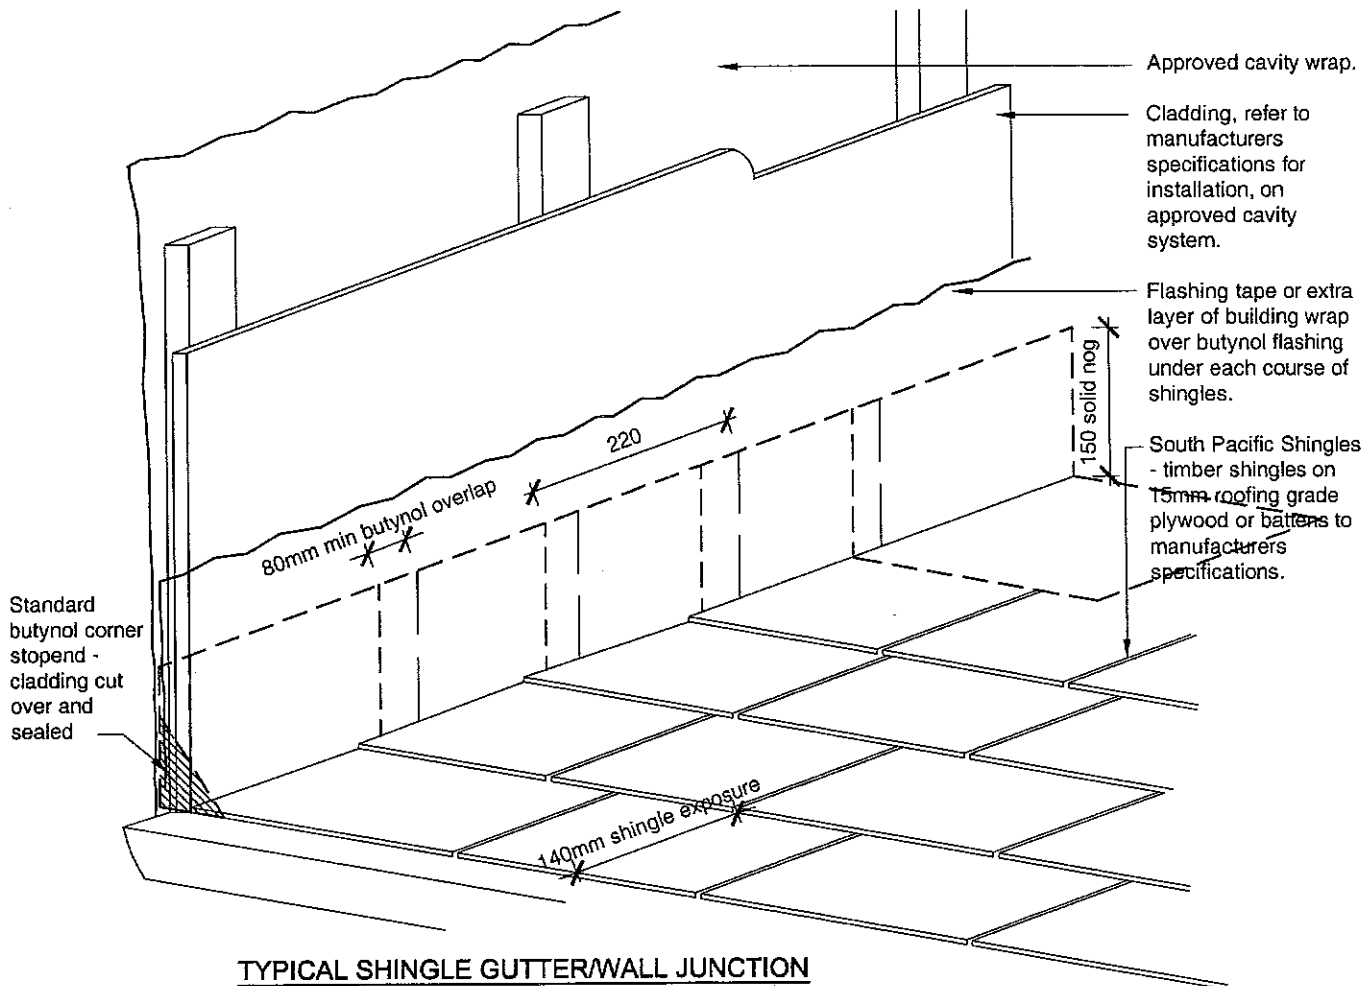 Approved cavity wrap.
Cladding, refer to
manufacturers
specifications for
installation, on
approved cavity
system.
Flashing tape or extra
layer of building wrap
over butynol flashing
under each course of
shingles.
150 solid nog
220
80mm min butynol overlap
South Pacific Shingles
- timber shingles on
15mm roofing grade
plywood or battens to
manufacturers
specifications.
Standard
butynol corner
stopend -
cladding cut
over and
sealed
140mm shingle exposure
TYPICAL SHINGLE GUTTER/WALL JUNCTION